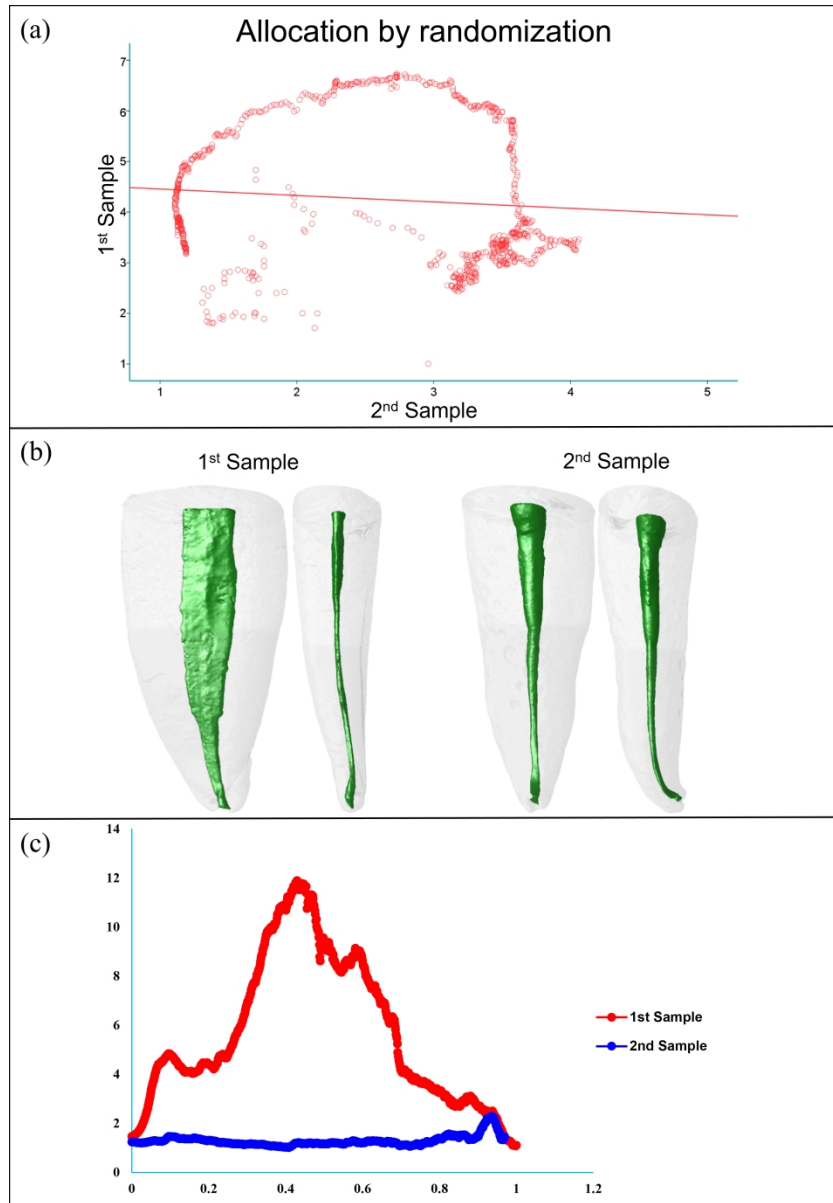 (a)
Allocation by randomization
7
6
5
4
3
2
1
1st Sample
1 2 3 4 5
2nd Sample
(b)
1st Sample 2nd Sample
(c)
14
12
10
8
6
4
2
0
0 0.2 0.4 0.6 0.8 1 1.2
1st Sample
2nd Sample